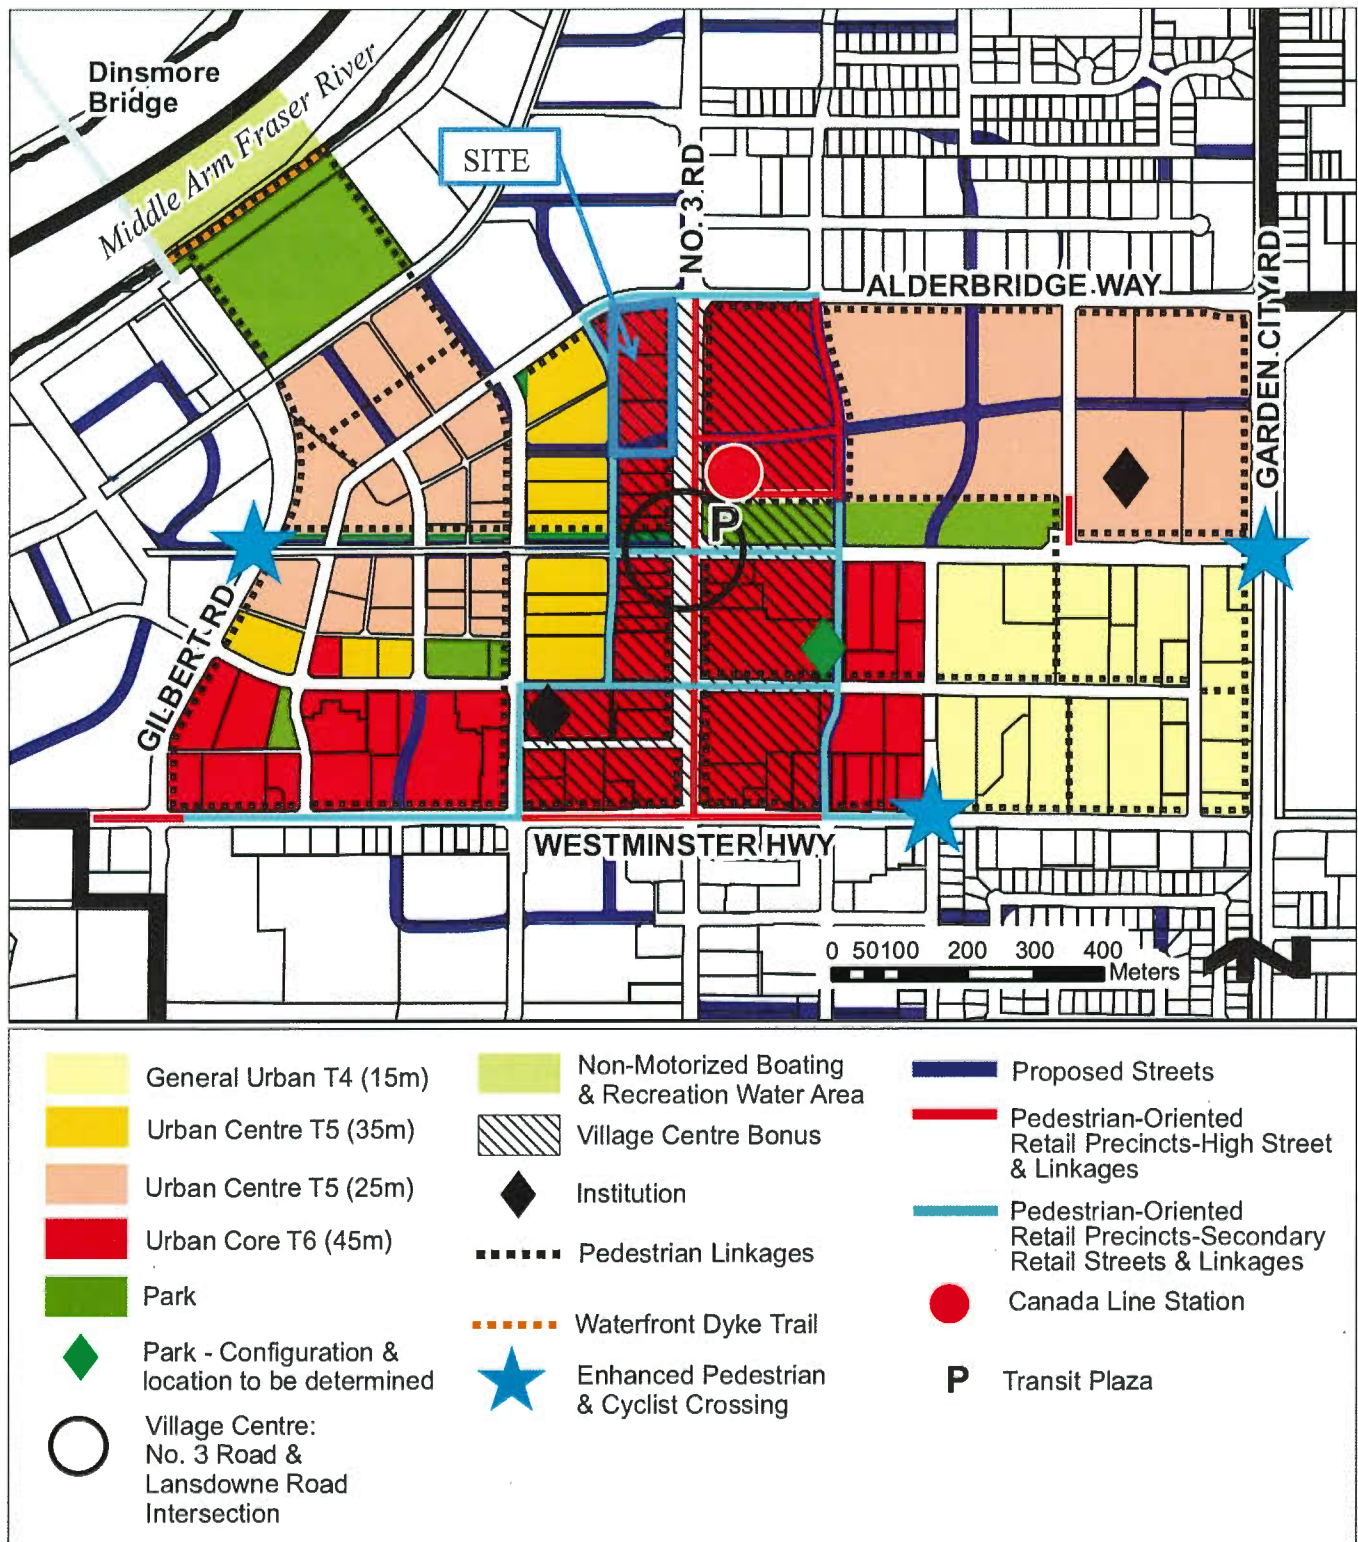 Dinsmore
Bridge
Middle Arm Fraser River
SITE
NO.3.RD
ALDERBRIDGE WAY
GARDEN CITY RD
P
GILBERT RD
WESTMINSTER HWY
0 50 100 200 300 400
Meters
General Urban T4 (15m)
Urban Centre T5 (35m)
Urban Centre T5 (25m)
Urban Core T6 (45m)
Park
Park - Configuration &
location to be determined
Village Centre:
No. 3 Road &
Lansdowne Road
Intersection
Non-Motorized Boating
& Recreation Water Area
Village Centre Bonus
Institution
Pedestrian Linkages
Waterfront Dyke Trail
Enhanced Pedestrian
& Cyclist Crossing
Proposed Streets
Pedestrian-Oriented
Retail Precincts-High Street
& Linkages
Pedestrian-Oriented
Retail Precincts-Secondary
Retail Streets & Linkages
Canada Line Station
P Transit Plaza